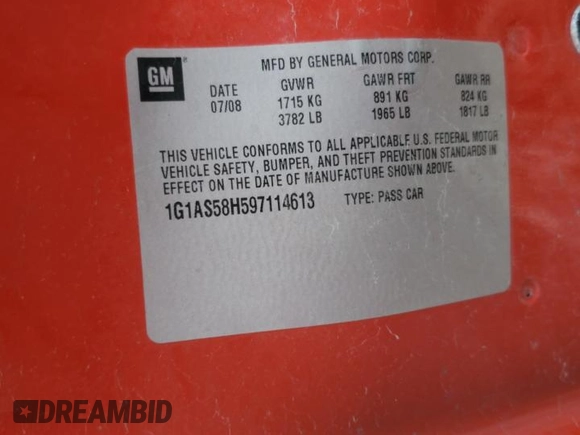 GM
MFD BY GENERAL MOTORS CORP.
DATE GVWR GAWR FRT GAWR RR
07/08 1715 KG 891 KG 824 KG
3782 LB 1965 LB 1817 LB
THIS VEHICLE CONFORMS TO ALL APPLICABLE U.S. FEDERAL MOTOR
VEHICLE SAFETY, BUMPER, AND THEFT PREVENTION STANDARDS IN
EFFECT ON THE DATE OF MANUFACTURE SHOWN ABOVE.
1G1AS58H597114613 TYPE: PASS CAR
DREAMBID